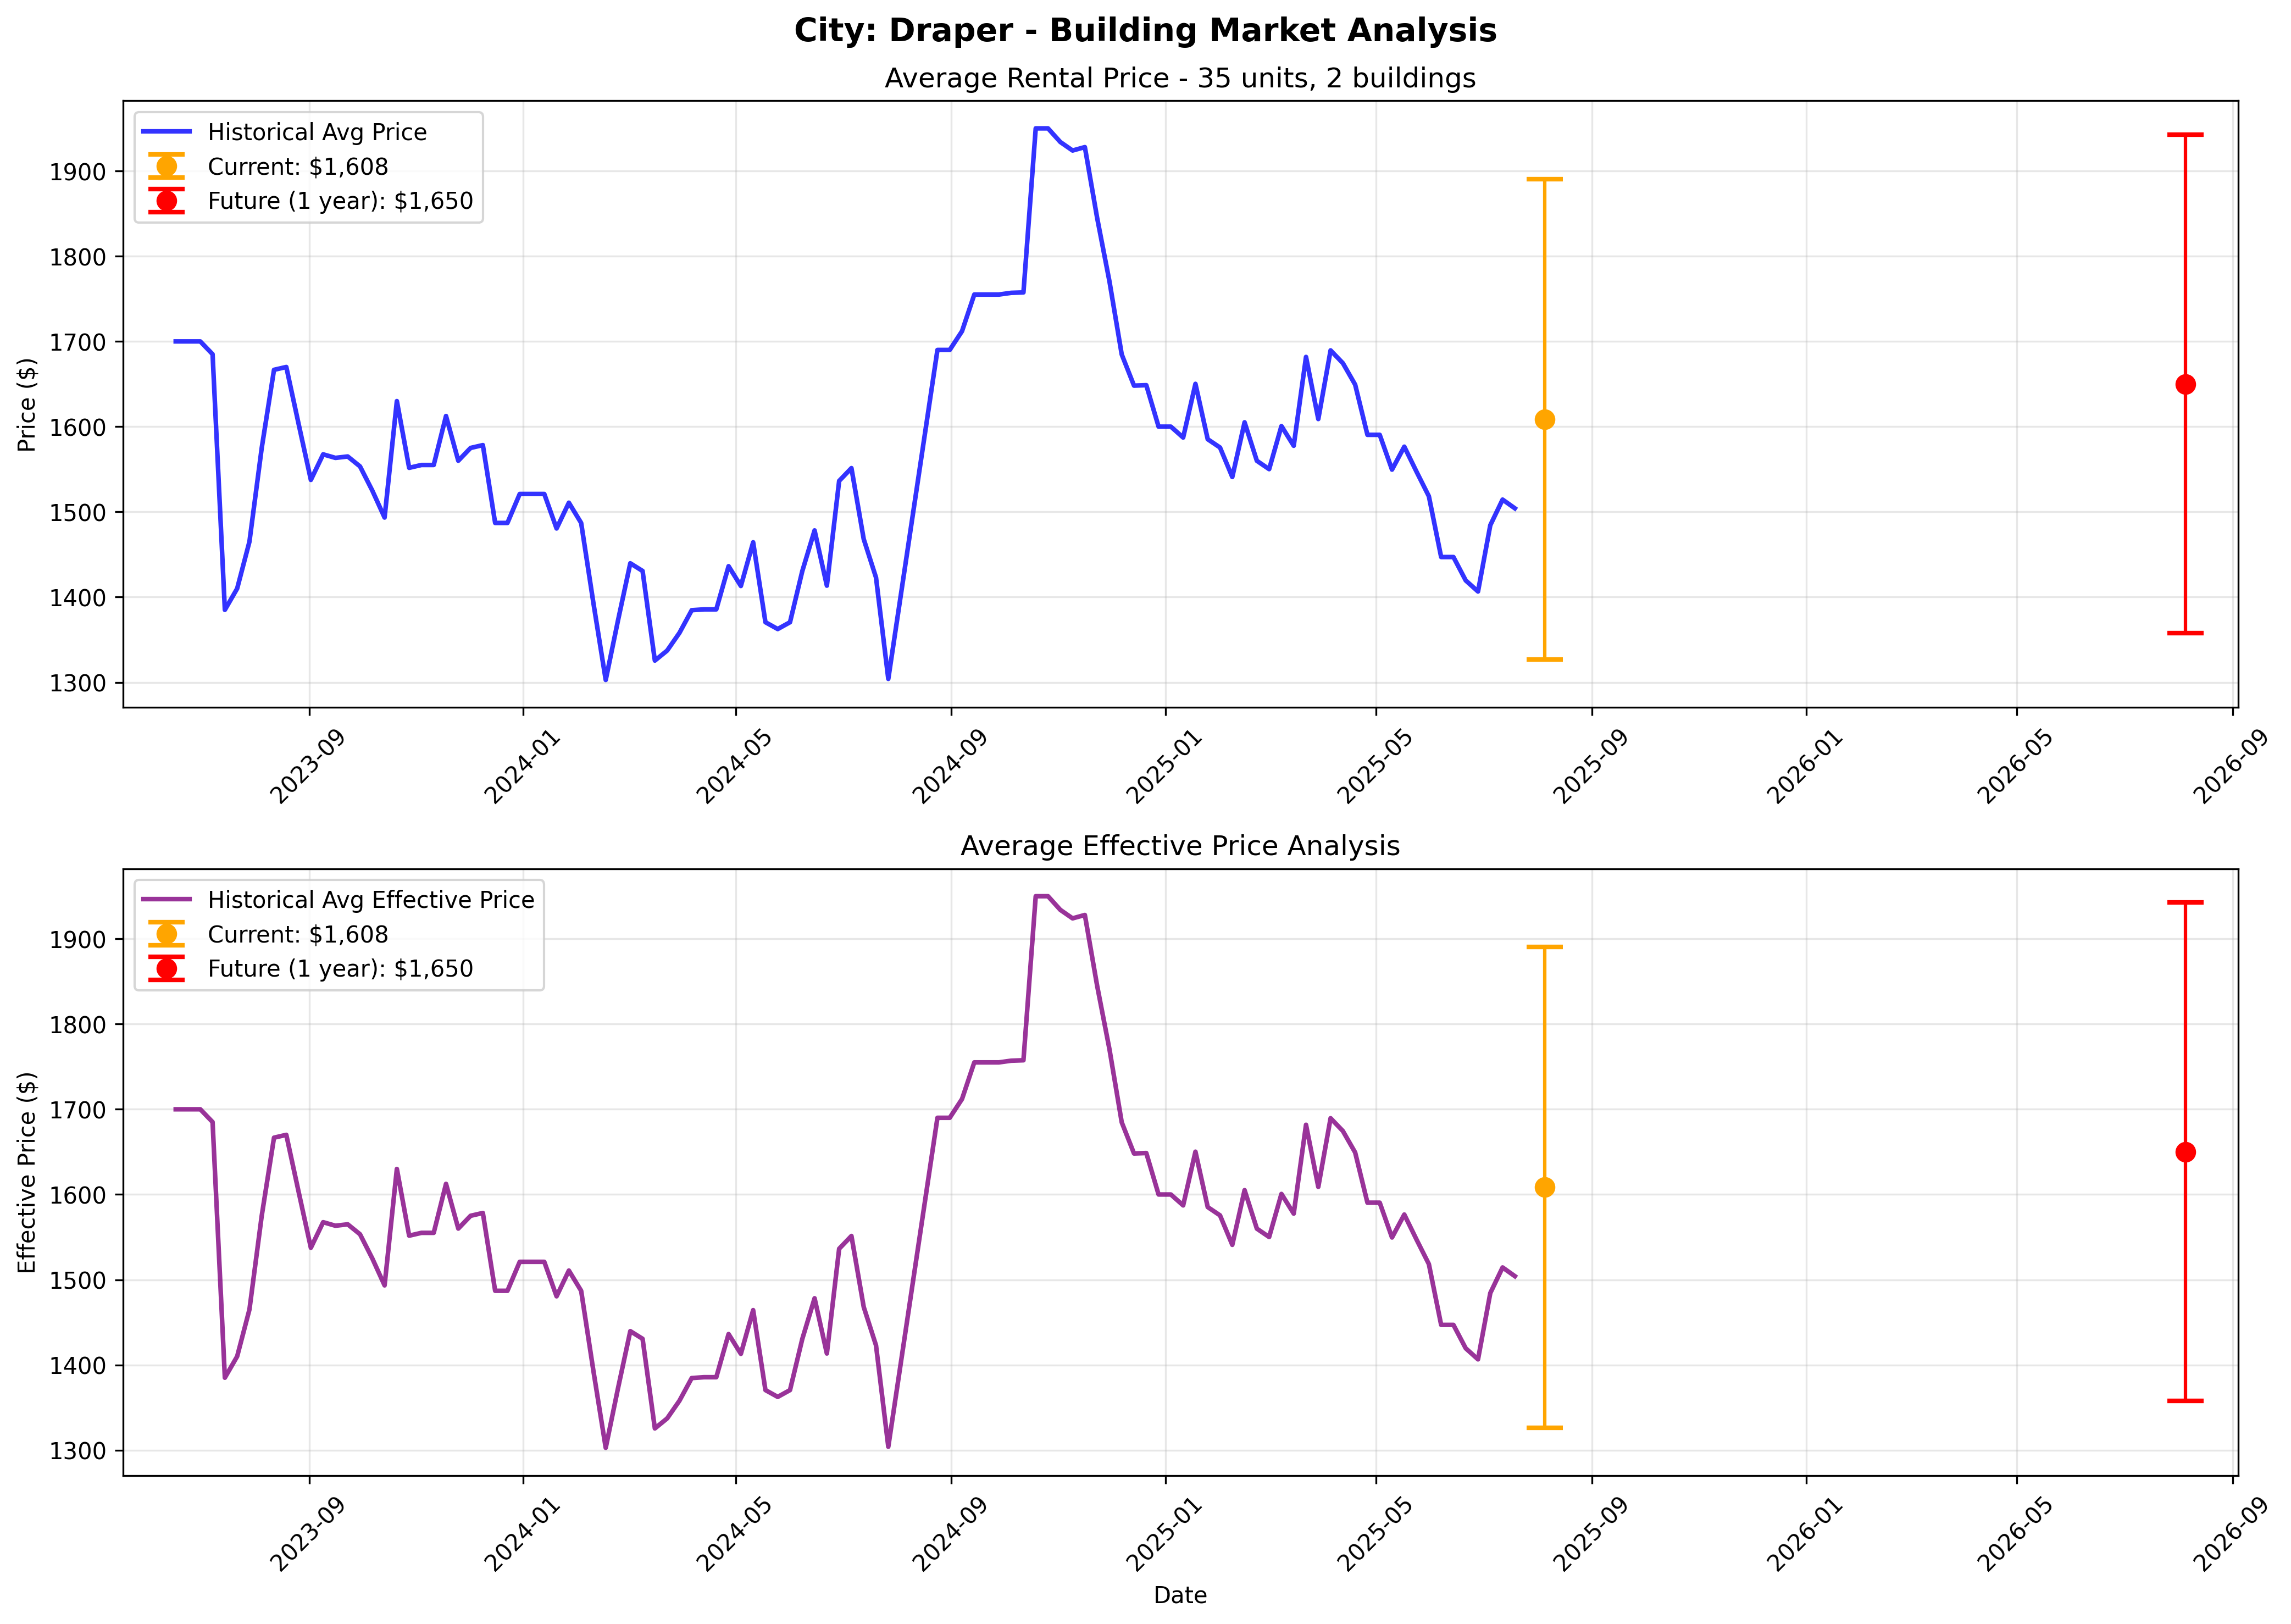 City: Draper - Building Market Analysis
Average Rental Price - 35 units, 2 buildings
Historical Avg Price
Current: $1,608
Future (1 year): $1,650
Price ($)
1900
1800
1700
1600
1500
1400
1300
2023-09
2024-01
2024-05
2024-09
2025-01
2025-05
2025-09
2026-01
2026-05
2026-09
Average Effective Price Analysis
Historical Avg Effective Price
Current: $1,608
Future (1 year): $1,650
Effective Price ($)
1900
1800
1700
1600
1500
1400
1300
2023-09
2024-01
2024-05
2024-09
2025-01
2025-05
2025-09
2026-01
2026-05
2026-09
Date